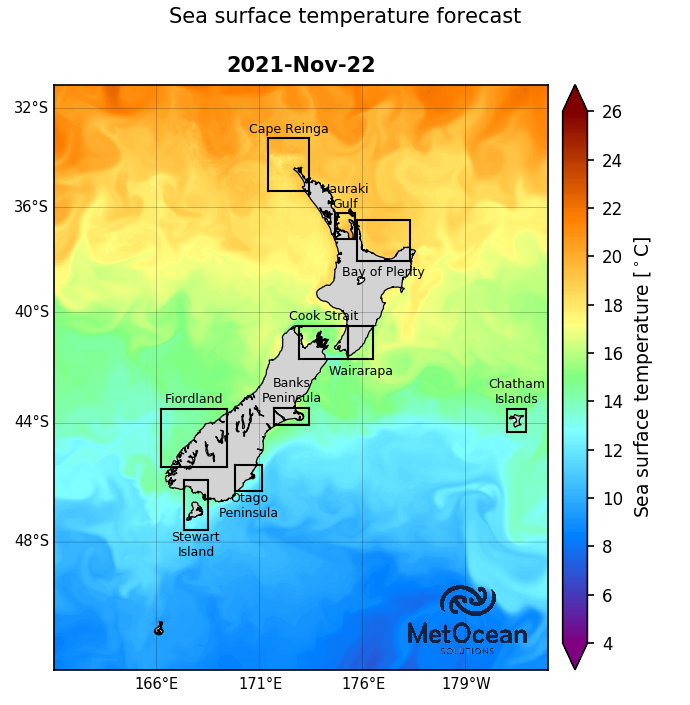 Sea surface temperature forecast
2021-Nov-22
32°S
36°S
40°S
44°S
48°S
Cape Reinga
Hauraki
Gulf
Bay of Plenty
Cook Strait
Wairarapa
Banks
Peninsula
Fiordland
Chatham
Islands
Otago
Peninsula
Stewart
Island
MetOcean
SOLUTIONS
166°E
171°E
176°E
179°W
26
24
22
20
18
16
14
12
10
8
6
4
Sea surface temperature [°C]